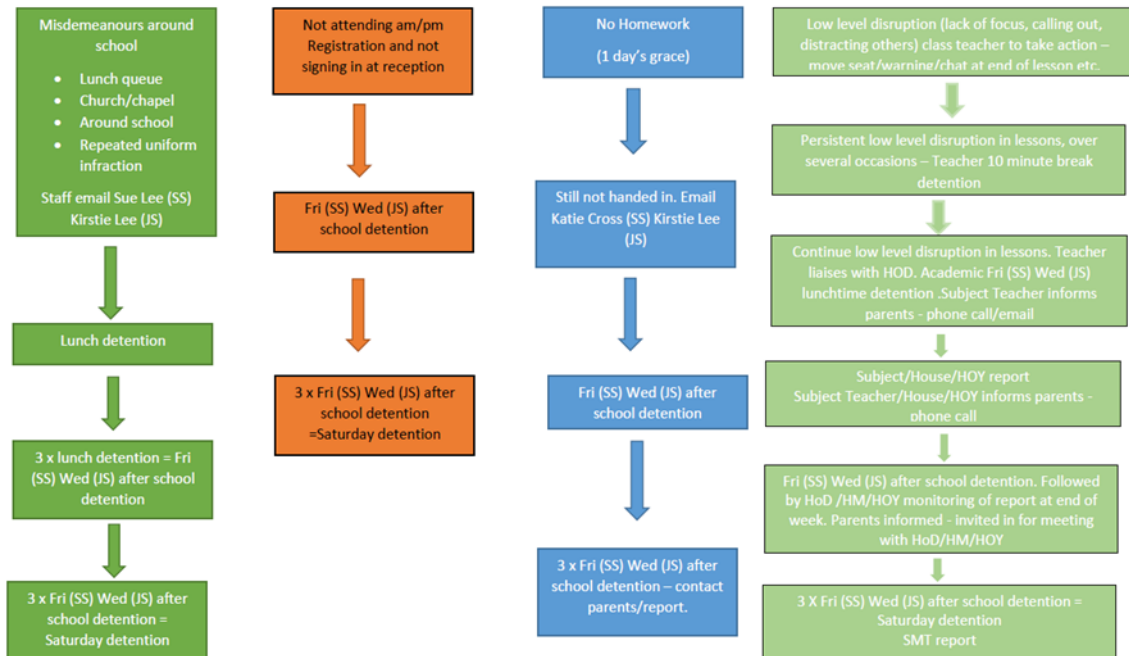 Misdemeanours around
school
• Lunch queue
• Church/chapel
• Around school
• Repeated uniform
infraction
Staff email Sue Lee (SS)
Kirstie Lee (JS)
Lunch detention
3 x lunch detention = Fri
(SS) Wed (JS) after school
detention
3 x Fri (SS) Wed (JS) after
school detention =
Saturday detention
Not attending am/pm
Registration and not
signing in at reception
Fri (SS) Wed (JS) after
school detention
3 x Fri (SS) Wed (JS) after
school detention
=Saturday detention
No Homework
(1 day's grace)
Still not handed in. Email
Katie Cross (SS) Kirstie Lee
(JS)
Fri (SS) Wed (JS) after
school detention
3 x Fri (SS) Wed (JS) after
school detention – contact
parents/report.
Low level disruption (lack of focus, calling out,
distracting others) class teacher to take action –
move seat/warning/chat at end of lesson etc.
Persistent low level disruption in lessons, over
several occasions – Teacher 10 minute break
detention
Continue low level disruption in lessons. Teacher
liaises with HOD. Academic Fri (SS) Wed (JS)
lunchtime detention .Subject Teacher informs
parents - phone call/email
Subject/House/HOY report
Subject Teacher/House/HOY informs parents -
phone call
Fri (SS) Wed (JS) after school detention. Followed
by HoD /HM/HOY monitoring of report at end of
week. Parents informed - invited in for meeting
with HoD/HM/HOY
3 X Fri (SS) Wed (JS) after school detention =
Saturday detention
SMT report